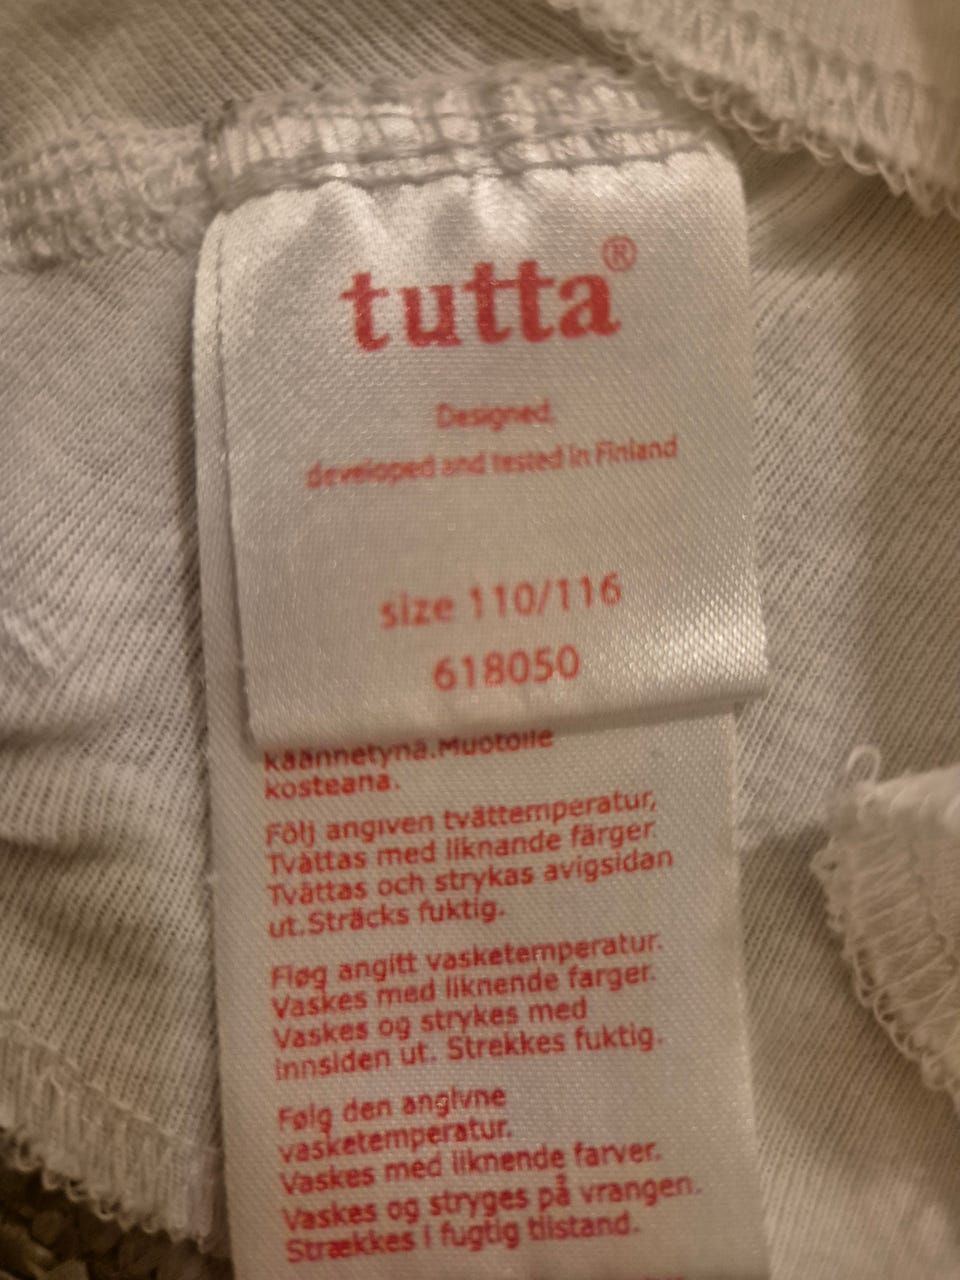 tutta®
Designed,
developed and tested in Finland
size 110/116
618050
käännetynä.Muotoile
kosteana.
Följ angiven tvättemperatur,
Tvättas med liknande färger
Tvättas och strykas avigsidan
ut.Sträcks fuktig.
Fløg angitt vasketemperatur.
Vaskes med liknende farger.
Vaskes og strykes med
innsiden ut. Strekkes fuktig.
Følg den angivne
vasketemperatur.
Vaskes med liknende farver.
Vaskes og stryges på vrangen.
Strækkes i fugtig tilstand.